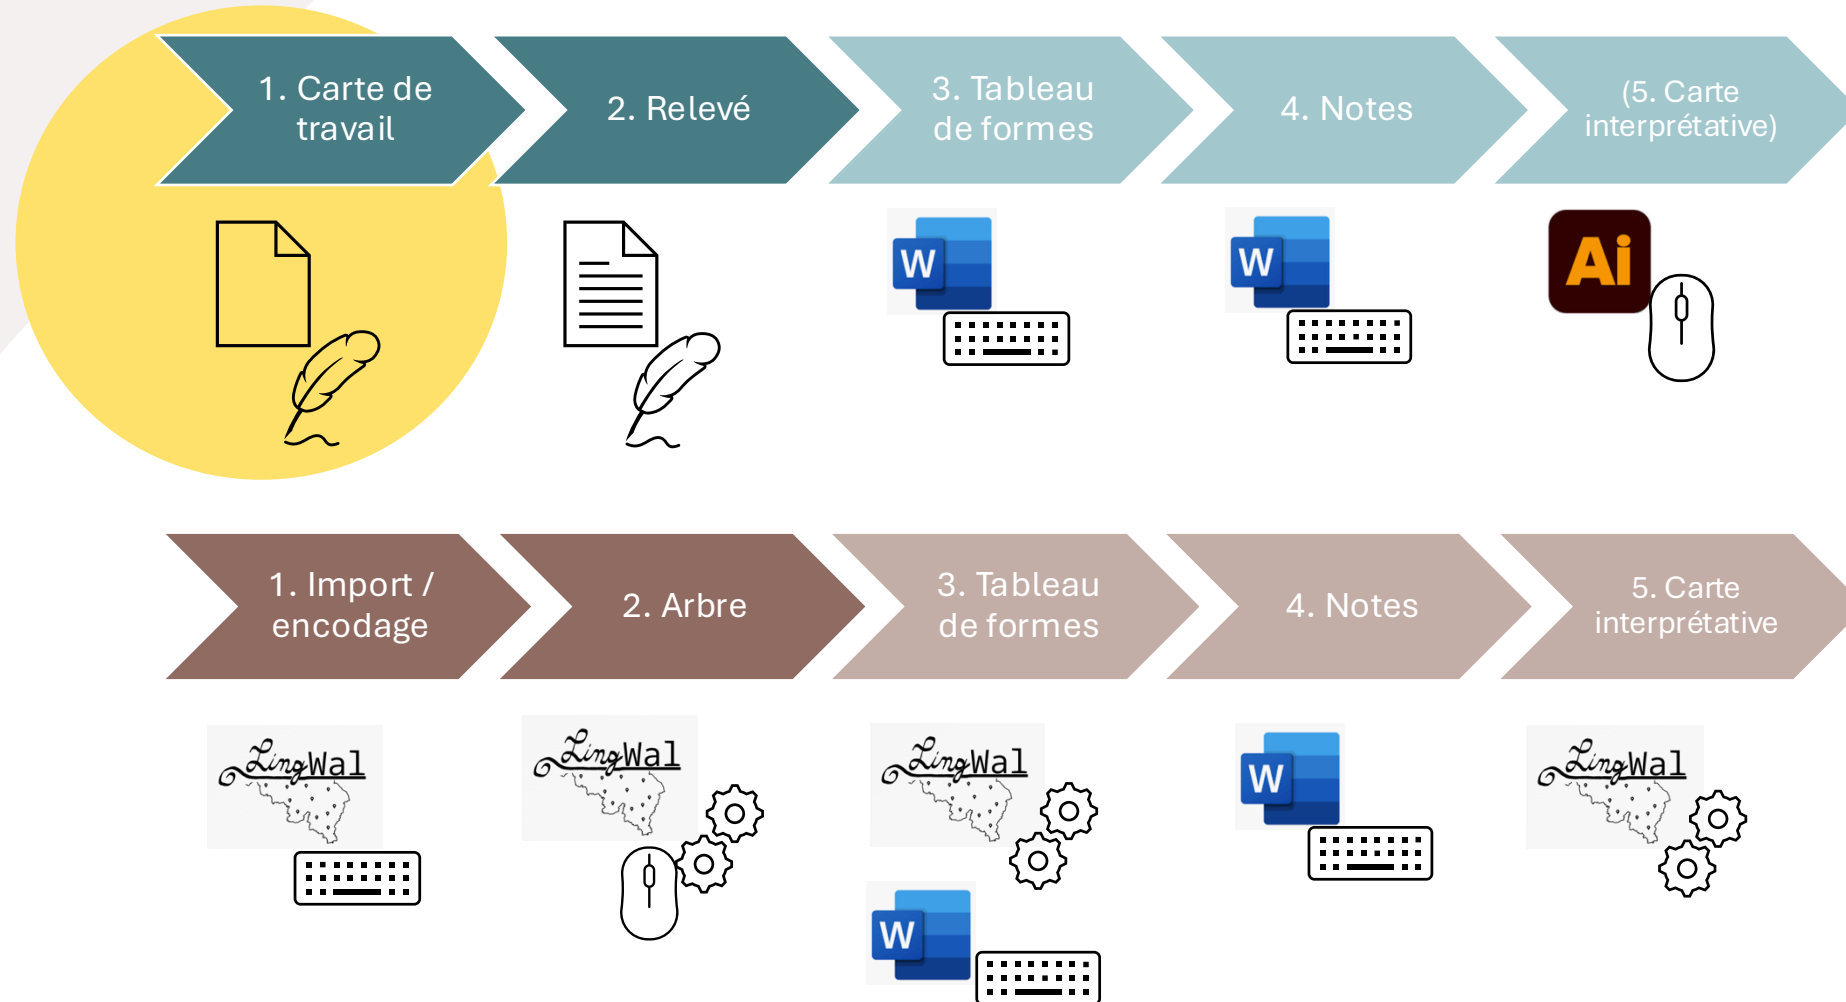 1. Carte de
travail
2. Relevé
3. Tableau
de formes
4. Notes
(5. Carte
interprétative)
W
W
Ai
1. Import /
encodage
2. Arbre
3. Tableau
de formes
4. Notes
5. Carte
interprétative
LingWal
LingWal
LingWal
W
LingWal
W